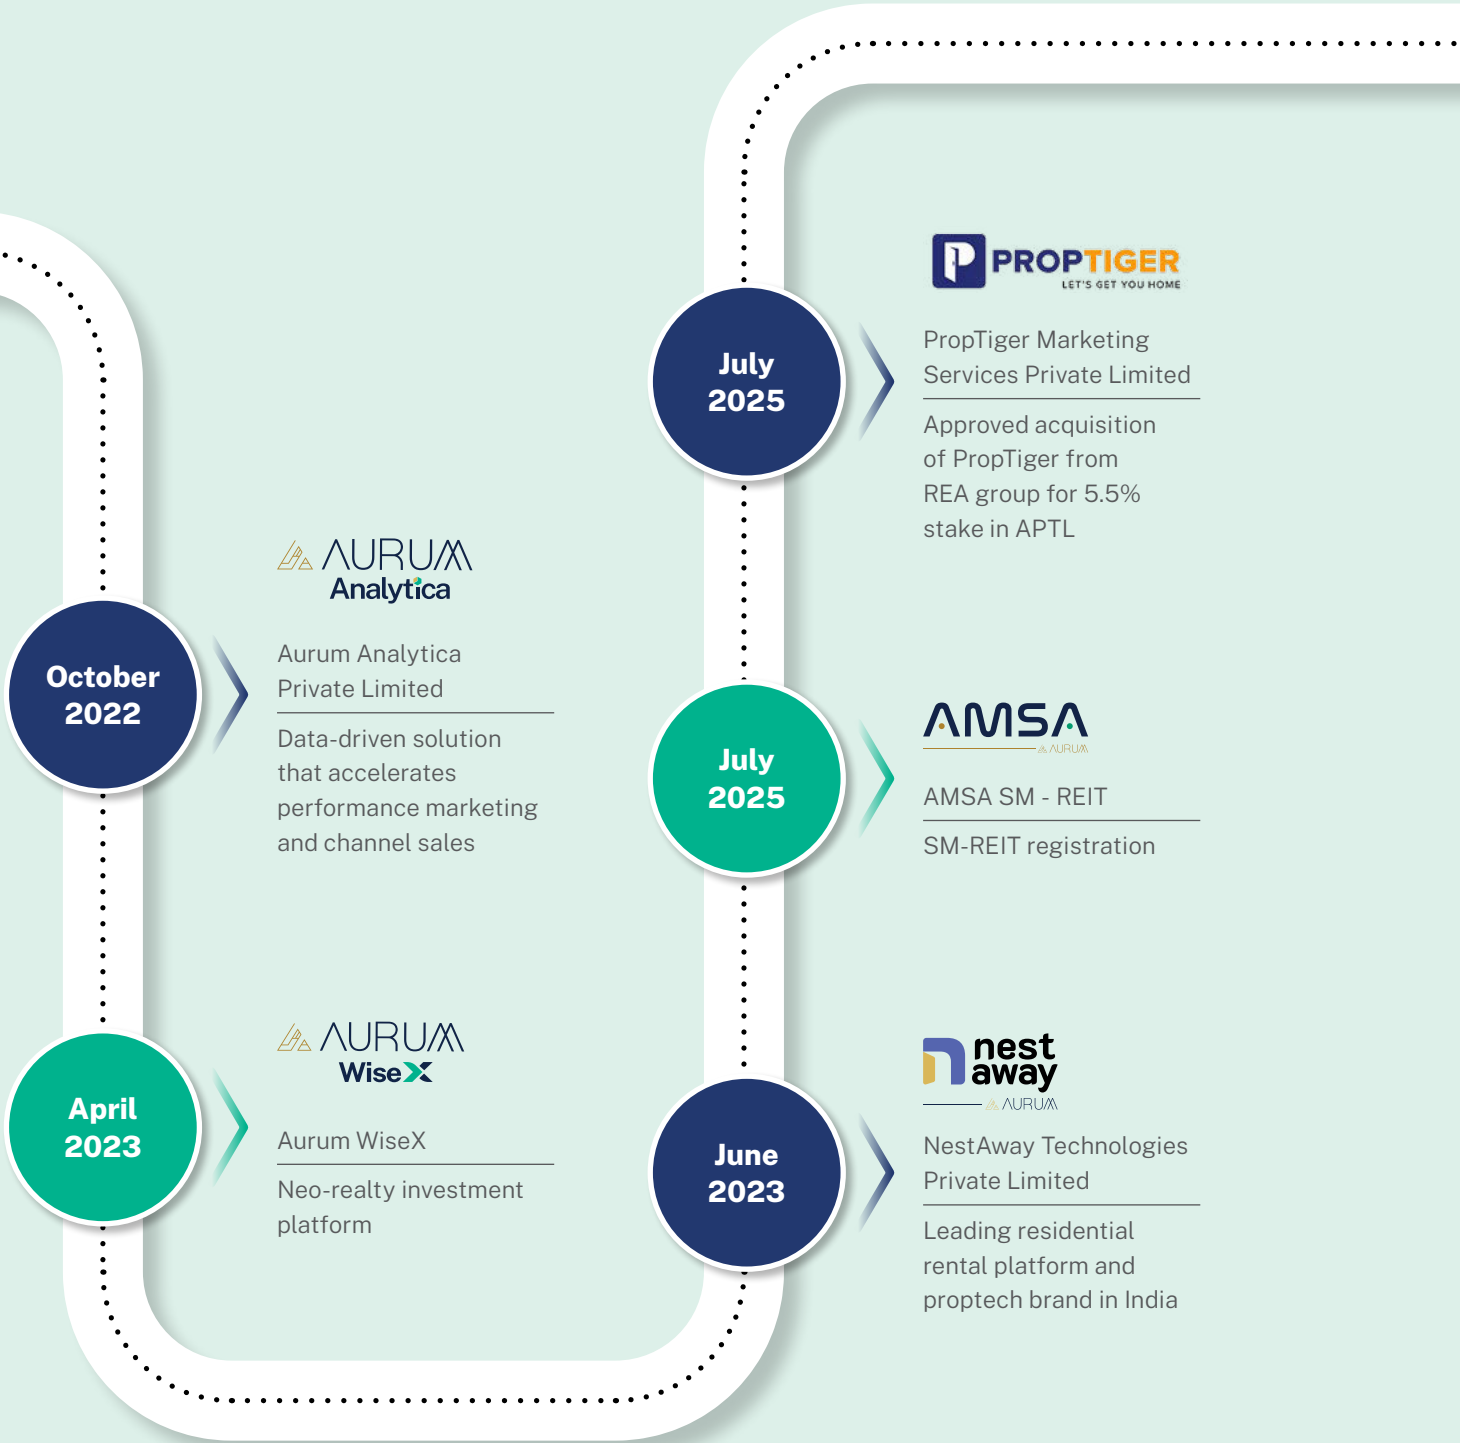 October
2022
AURUM
Analytica
Aurum Analytica
Private Limited
Data-driven solution
that accelerates
performance marketing
and channel sales
April
2023
AURUM
WiseX
Aurum WiseX
Neo-realty investment
platform
July
2025
PROPTIGER
LET'S GET YOU HOME
PropTiger Marketing
Services Private Limited
Approved acquisition
of PropTiger from
REA group for 5.5%
stake in APTL
July
2025
AMSA
AURUM
AMSA SM - REIT
SM-REIT registration
June
2023
nest
away
AURUM
NestAway Technologies
Private Limited
Leading residential
rental platform and
proptech brand in India